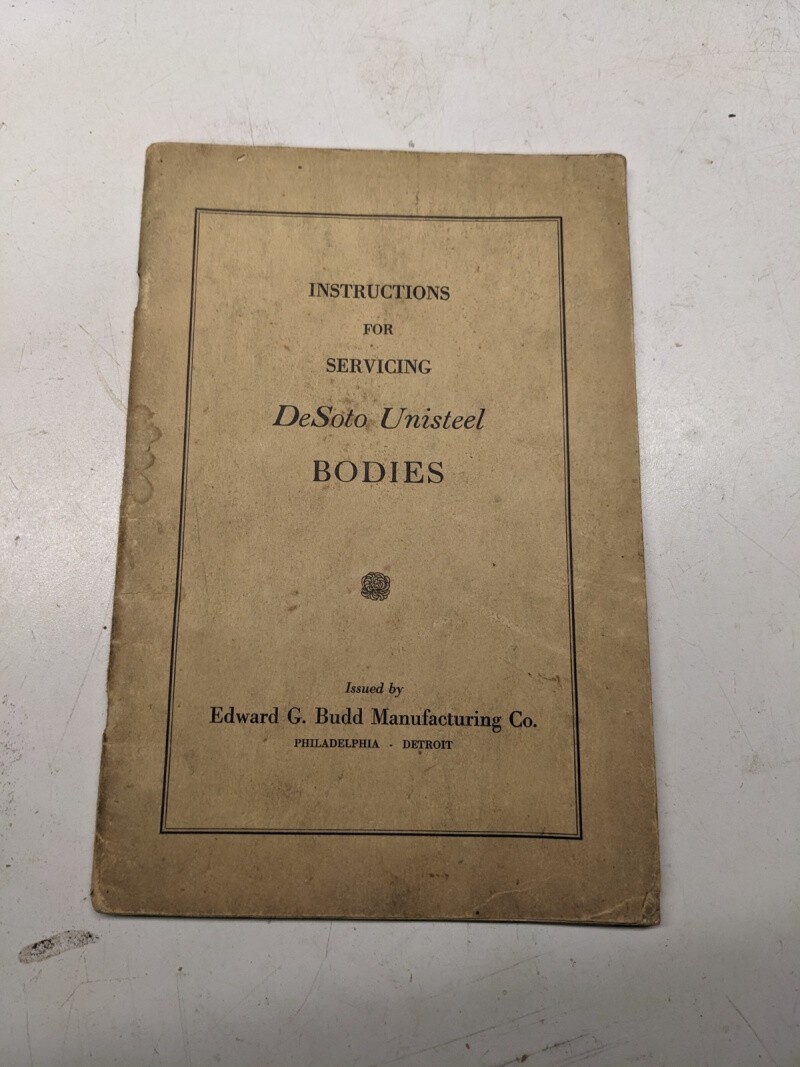 INSTRUCTIONS
FOR
SERVICING
DeSoto Unisteel
BODIES
Issued by
Edward G. Budd Manufacturing Co.
PHILADELPHIA - DETROIT